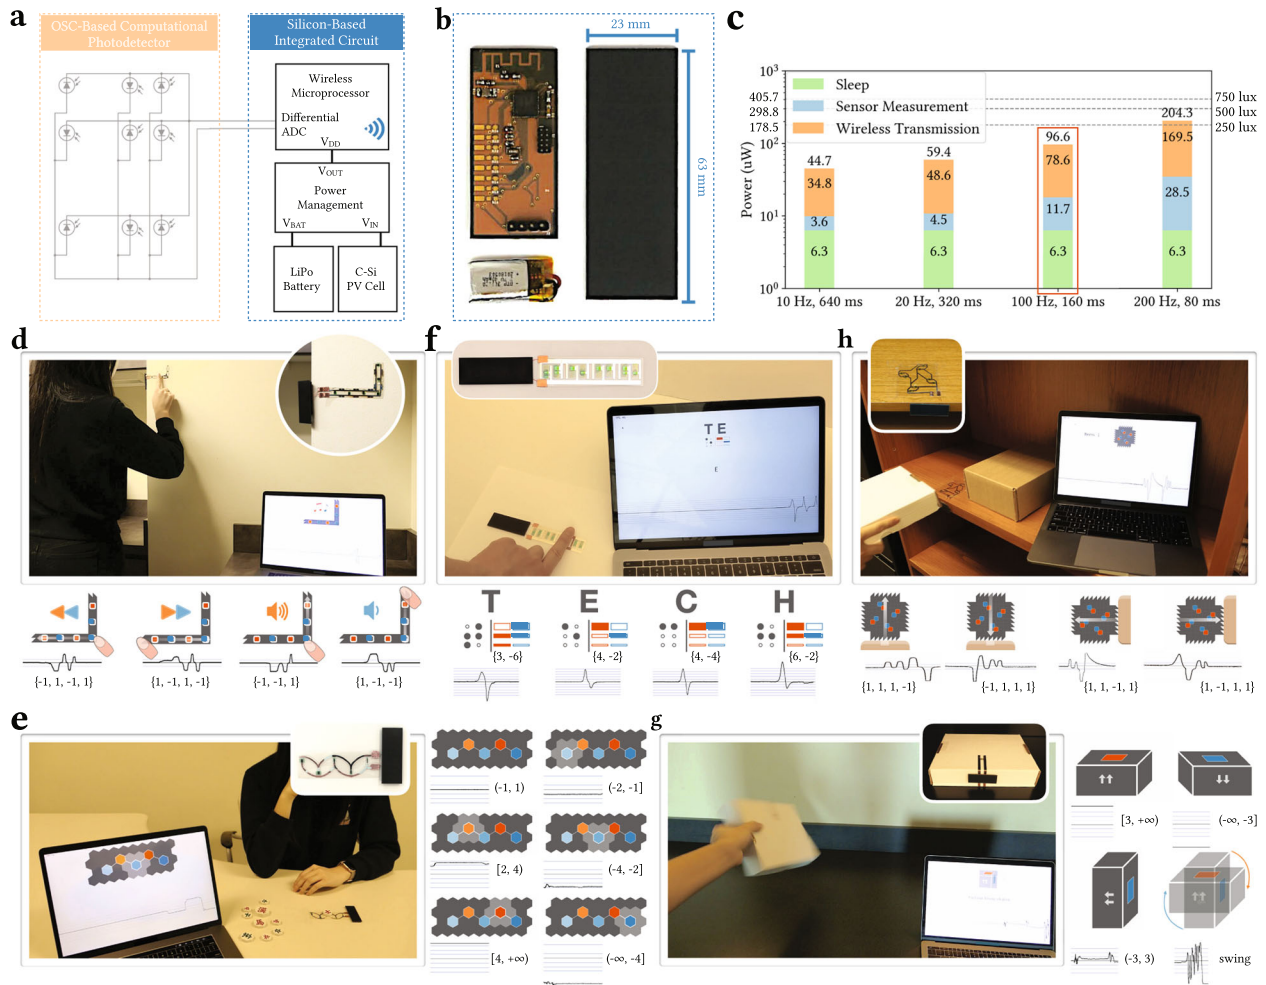 a
OSC-Based Computational
Photodetector
Silicon-Based
Integrated Circuit
Wireless
Microprocessor
Differential
ADC
VDD
VOUT
Power
Management
VBAT
VIN
LiPo
Battery
C-Si
PV Cell
b
23 mm
63 mm
c
Power (uW)
10³
405.7
298.8
178.5
10²
10¹
10⁰
Sleep
Sensor Measurement
Wireless Transmission
750 lux
500 lux
250 lux
44.7
34.8
3.6
6.3
59.4
48.6
4.5
6.3
96.6
78.6
11.7
6.3
204.3
169.5
28.5
6.3
10 Hz, 640 ms
20 Hz, 320 ms
100 Hz, 160 ms
200 Hz, 80 ms
d
{-1, 1, -1, 1}
{1, -1, 1, -1}
{-1, -1, 1}
{1, -1, -1}
f
T E
E
T
E
C
H
{3, -6}
{4, -2}
{4, -4}
{6, -2}
h
{1, 1, 1, -1}
{-1, 1, 1, 1}
{1, 1, -1, 1}
{1, -1, 1, 1}
e
(-1, 1)
(-2, -1]
[2, 4)
(-4, -2]
[4, +∞)
(-∞, -4]
g
[3, +∞)
(-∞, -3]
(-3, 3)
swing